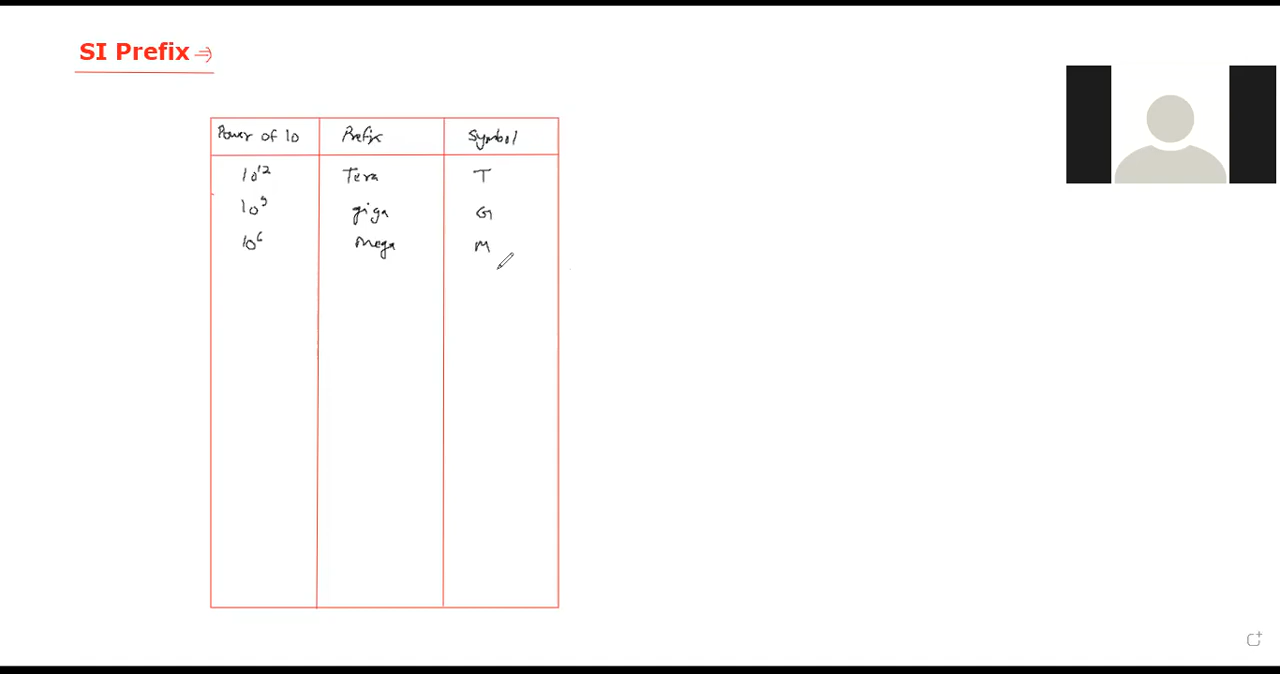 SI Prefix ⇒
Power of 10 Prefix Symbol
10¹² Tera T
10⁹ giga G
10⁶ Mega M